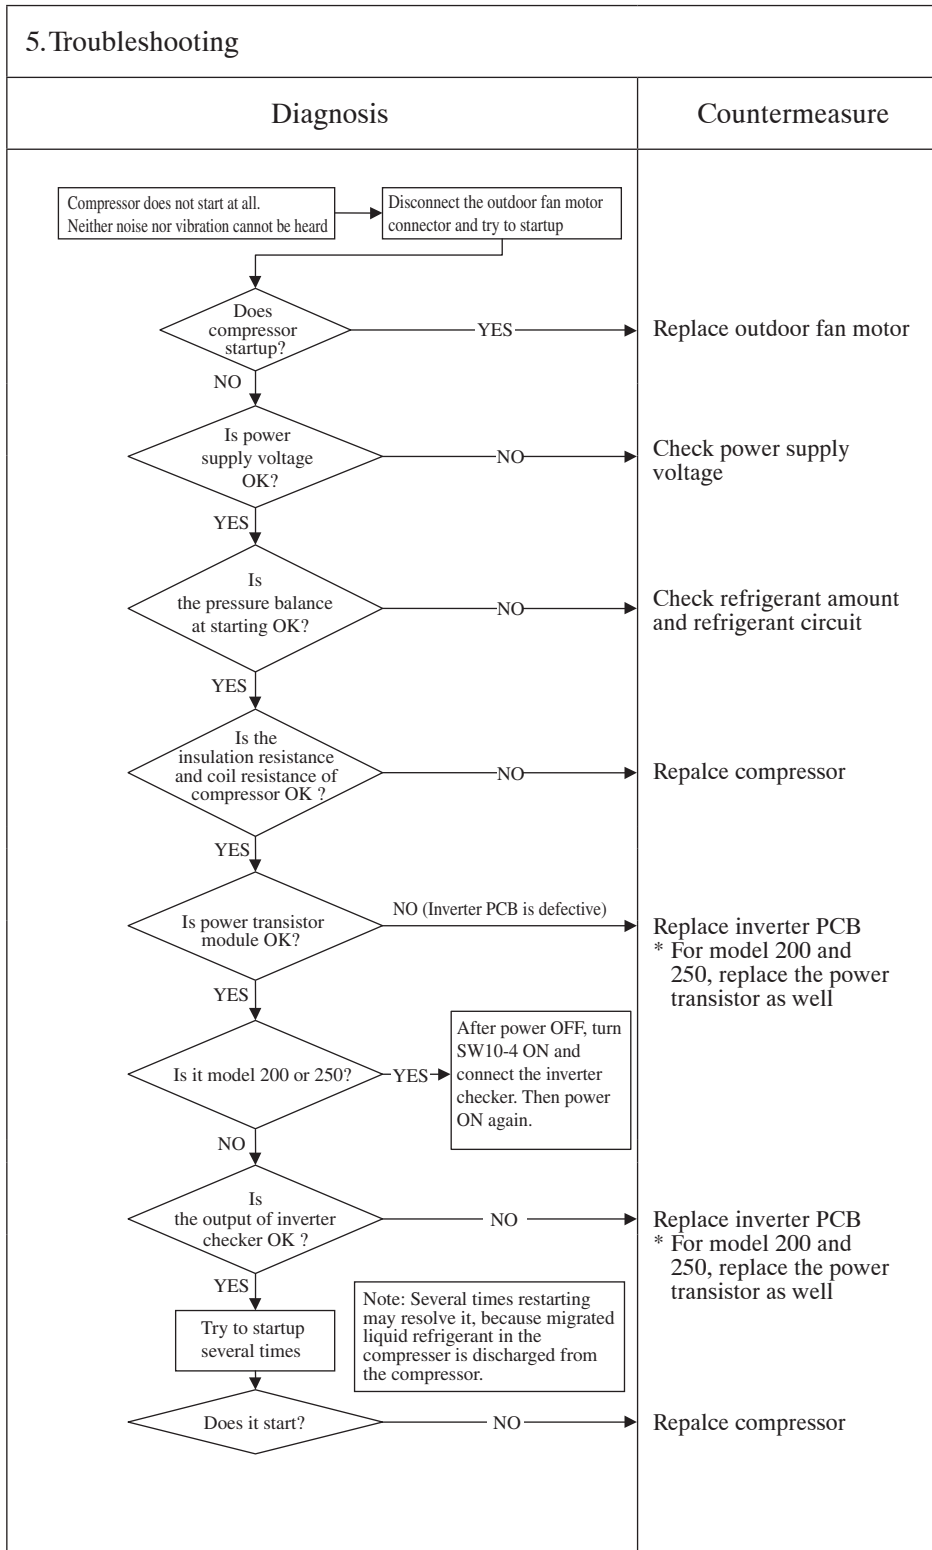 5.Troubleshooting
Diagnosis
Countermeasure
Compressor does not start at all.
Neither noise nor vibration cannot be heard
Disconnect the outdoor fan motor
connector and try to startup
Does
compressor
startup?
YES
Replace outdoor fan motor
NO
Is power
supply voltage
OK?
NO
Check power supply
voltage
YES
Is
the pressure balance
at starting OK?
NO
Check refrigerant amount
and refrigerant circuit
YES
Is the
insulation resistance
and coil resistance of
compressor OK ?
NO
Repalce compressor
YES
Is power transistor
module OK?
NO (Inverter PCB is defective)
Replace inverter PCB
* For model 200 and
250, replace the power
transistor as well
YES
Is it model 200 or 250?
YES
After power OFF, turn
SW10-4 ON and
connect the inverter
checker. Then power
ON again.
NO
Is
the output of inverter
checker OK ?
NO
Replace inverter PCB
* For model 200 and
250, replace the power
transistor as well
YES
Try to startup
several times
Note: Several times restarting
may resolve it, because migrated
liquid refrigerant in the
compresser is discharged from
the compressor.
Does it start?
NO
Repalce compressor